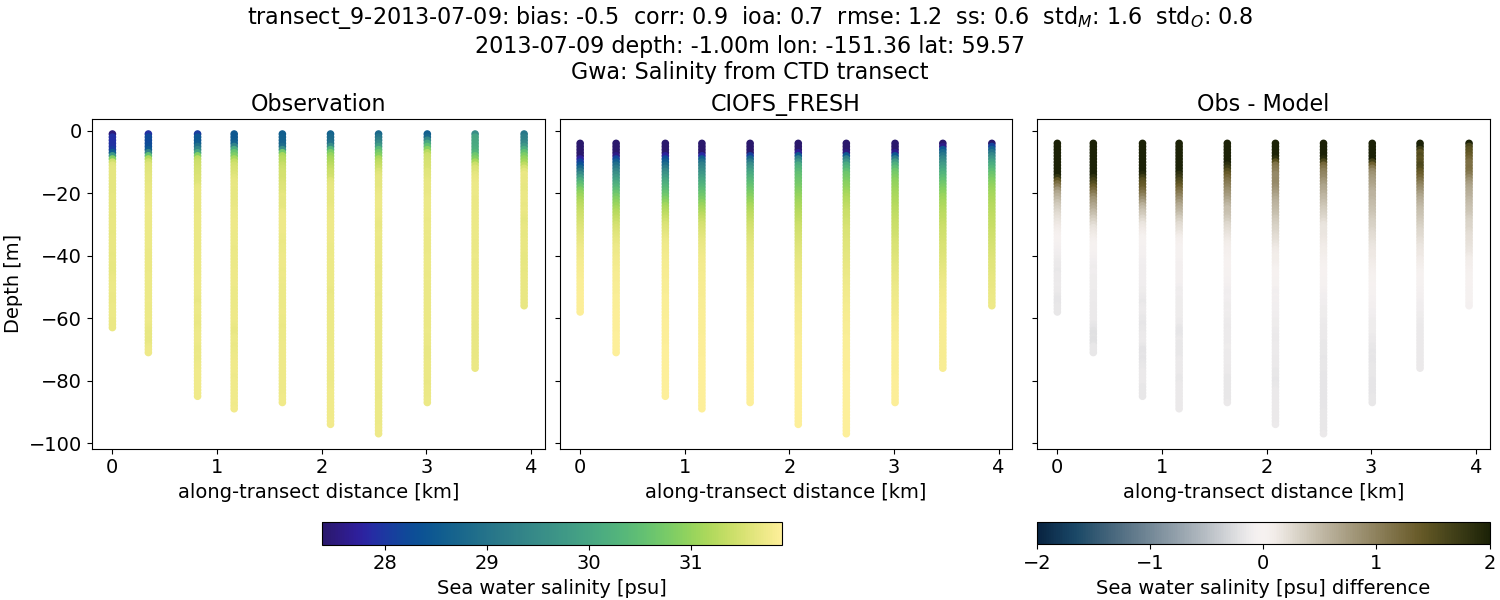 transect_9-2013-07-09: bias: -0.5  corr: 0.9  ioa: 0.7  rmse: 1.2  ss: 0.6  std_M: 1.6  std_O: 0.8
2013-07-09 depth: -1.00m lon: -151.36 lat: 59.57
Gwa: Salinity from CTD transect
Observation
CIOFS_FRESH
Obs - Model
Depth [m]
0
−20
−40
−60
−80
−100
0 1 2 3 4
0 1 2 3 4
0 1 2 3 4
along-transect distance [km]
along-transect distance [km]
along-transect distance [km]
28 29 30 31
Sea water salinity [psu]
−2 −1 0 1 2
Sea water salinity [psu] difference